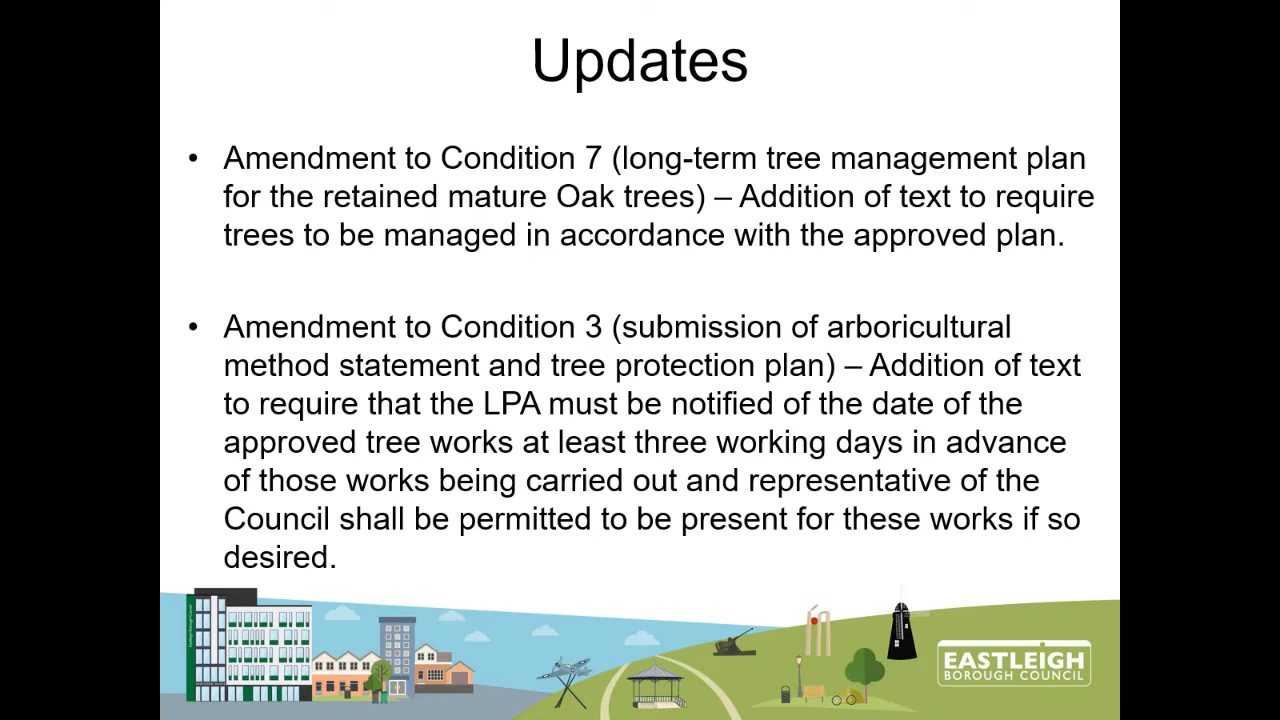 Updates
• Amendment to Condition 7 (long-term tree management plan
for the retained mature Oak trees) – Addition of text to require
trees to be managed in accordance with the approved plan.
• Amendment to Condition 3 (submission of arboricultural
method statement and tree protection plan) – Addition of text
to require that the LPA must be notified of the date of the
approved tree works at least three working days in advance
of those works being carried out and representative of the
Council shall be permitted to be present for these works if so
desired.
EASTLEIGH
BOROUGH COUNCIL